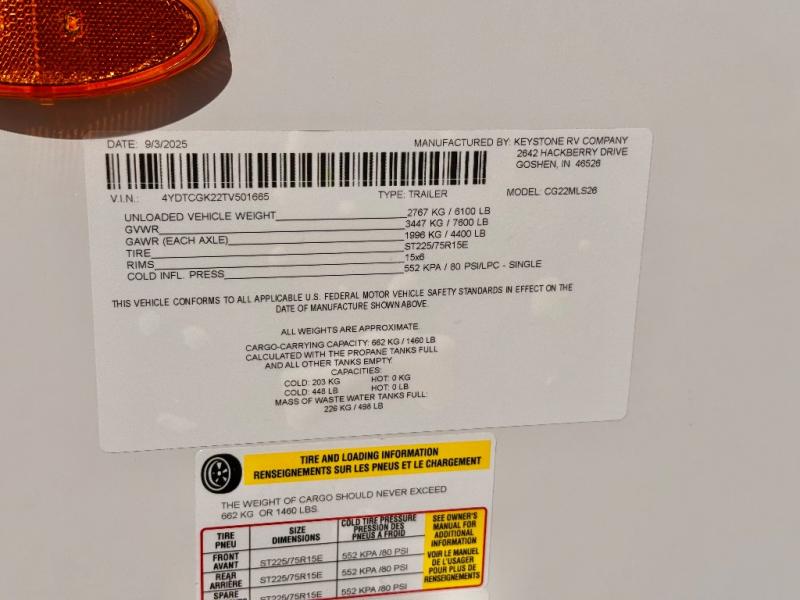 DATE: 9/3/2025 MANUFACTURED BY: KEYSTONE RV COMPANY
2642 HACKBERRY DRIVE
GOSHEN, IN 46526
V.I.N.: 4YDTCGK22TV501665 TYPE: TRAILER MODEL: CG22MLS26
UNLOADED VEHICLE WEIGHT 2767 KG / 6100 LB
GVWR 3447 KG / 7600 LB
GAWR (EACH AXLE) 1996 KG / 4400 LB
TIRE ST225/75R15E
RIMS 15x6
COLD INFL. PRESS 552 KPA / 80 PSI/LPC - SINGLE
THIS VEHICLE CONFORMS TO ALL APPLICABLE U.S. FEDERAL MOTOR VEHICLE SAFETY STANDARDS IN EFFECT ON THE
DATE OF MANUFACTURE SHOWN ABOVE.
ALL WEIGHTS ARE APPROXIMATE.
CARGO-CARRYING CAPACITY: 662 KG / 1460 LB
CALCULATED WITH THE PROPANE TANKS FULL
AND ALL OTHER TANKS EMPTY.
CAPACITIES:
COLD: 203 KG HOT: 0 KG
COLD: 448 LB HOT: 0 LB
MASS OF WASTE WATER TANKS FULL:
226 KG / 498 LB
TIRE AND LOADING INFORMATION
RENSEIGNEMENTS SUR LES PNEUS ET LE CHARGEMENT
THE WEIGHT OF CARGO SHOULD NEVER EXCEED
662 KG OR 1460 LBS.
TIRE
PNEU
SIZE
DIMENSIONS
COLD TIRE PRESSURE
PRESSION DES
PNEUS A FROID
SEE OWNER'S
MANUAL FOR
ADDITIONAL
INFORMATION
VOIR LE MANUEL
DE L'USAGER
POUR PLUS DE
RENSEIGNEMENTS
FRONT
AVANT
ST225/75R15E 552 KPA /80 PSI
REAR
ARRIÈRE
ST225/75R15E 552 KPA /80 PSI
SPARE
ST225/75R15E 552 KPA /80 PSI